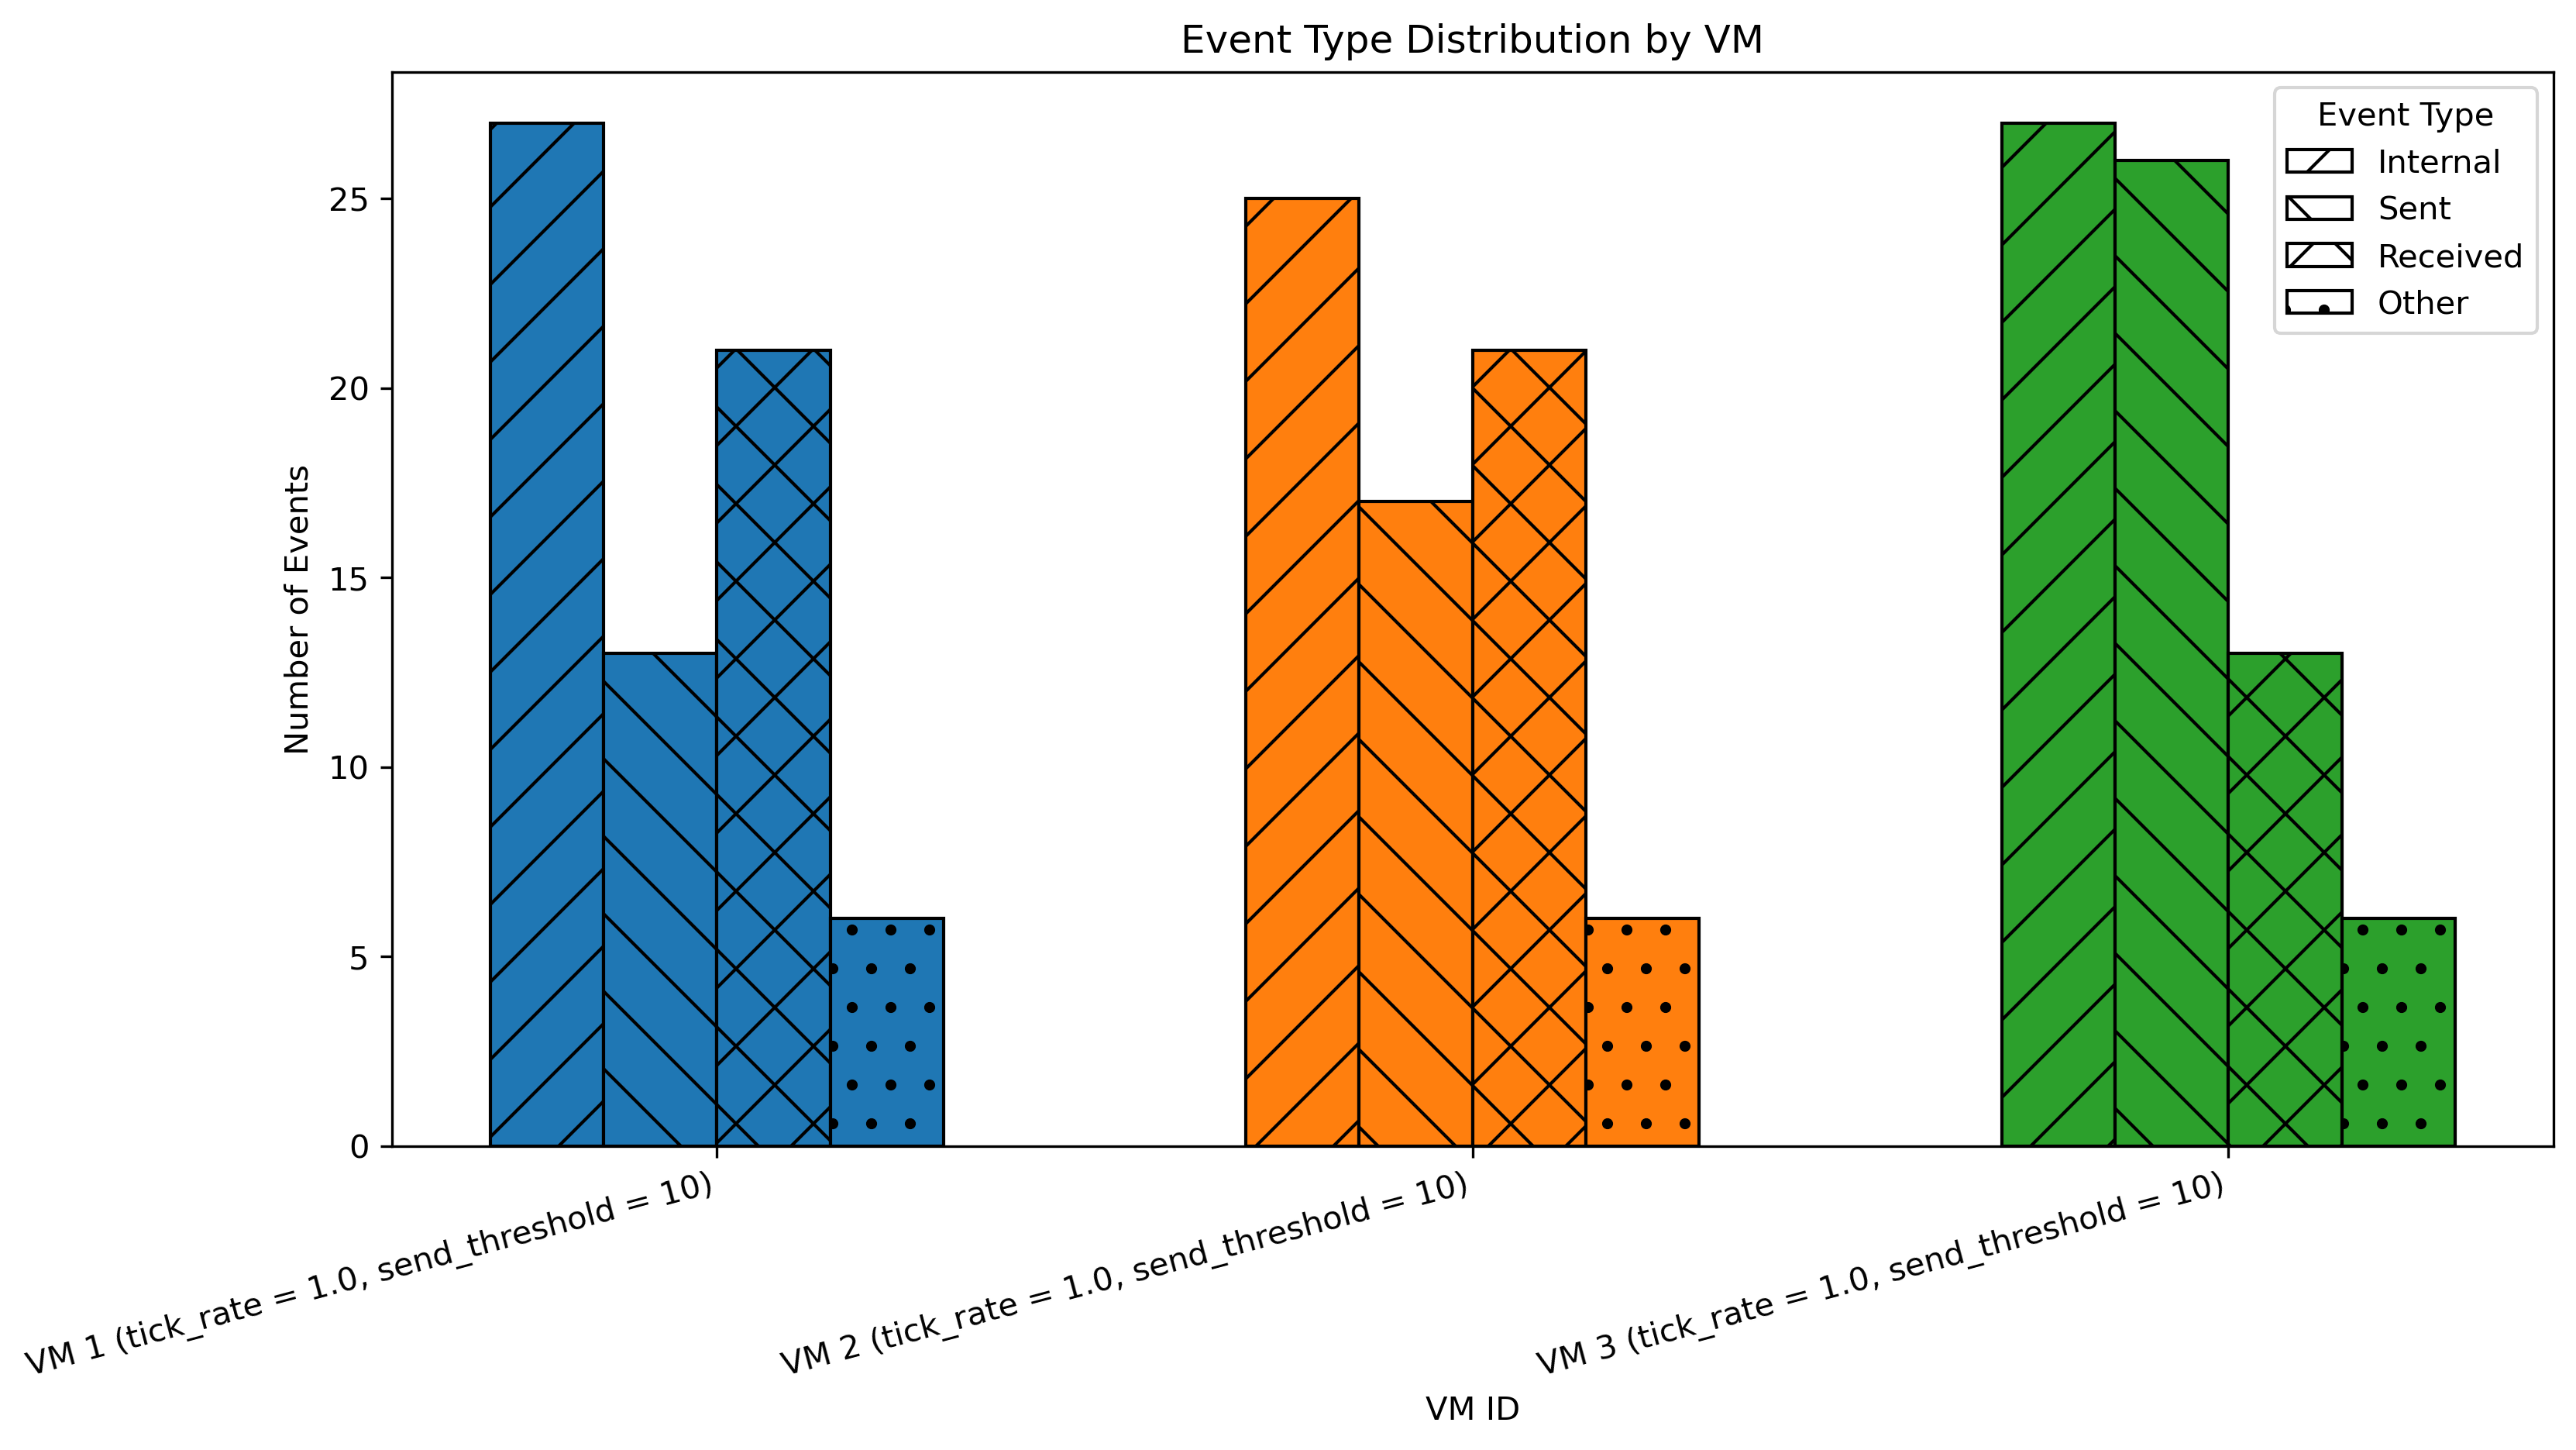 Event Type Distribution by VM
Event Type
Internal
Sent
Received
Other
Number of Events
25
20
15
10
5
0
VM 1 (tick_rate = 1.0, send_threshold = 10)
VM 2 (tick_rate = 1.0, send_threshold = 10)
VM 3 (tick_rate = 1.0, send_threshold = 10)
VM ID